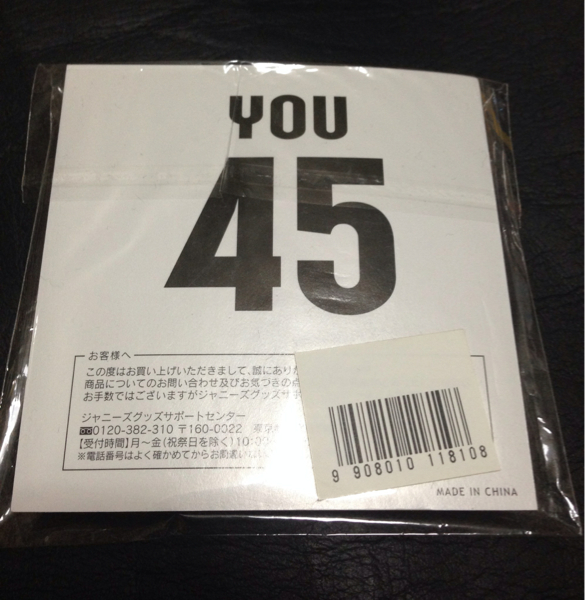 YOU
45
お客様へ
この度はお買い上げいただきまして、誠にあり
商品についてのお問い合わせ及びお気づきの点
お手数ではございますがジャニーズグッズサポ
ジャニーズグッズサポートセンター
0120-382-310 〒160-0022 東京
【受付時間】月〜金(祝祭日を除く)10:00
※電話番号はよく確かめてからお
9 908010 118108
MADE IN CHINA